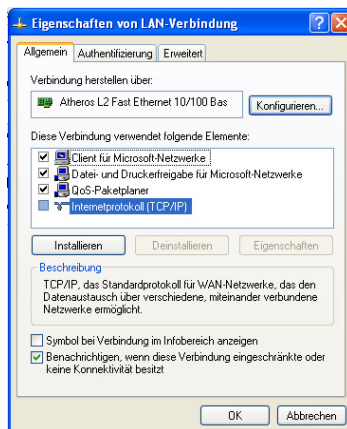 Eigenschaften von LAN-Verbindung
Allgemein Authentifizierung Erweitert
Verbindung herstellen über:
Atheros L2 Fast Ethernet 10/100 Bas
Konfigurieren...
Diese Verbindung verwendet folgende Elemente:
Client für Microsoft-Netzwerke
Datei- und Druckerfreigabe für Microsoft-Netzwerke
QoS-Paketplaner
Internetprotokoll (TCP/IP)
Installieren Deinstallieren Eigenschaften
Beschreibung
TCP/IP, das Standardprotokoll für WAN-Netzwerke, das den
Datenaustausch über verschiedene, miteinander verbundene
Netzwerke ermöglicht.
Symbol bei Verbindung im Infobereich anzeigen
Benachrichtigen, wenn diese Verbindung eingeschränkte oder
keine Konnektivität besitzt
OK Abbrechen